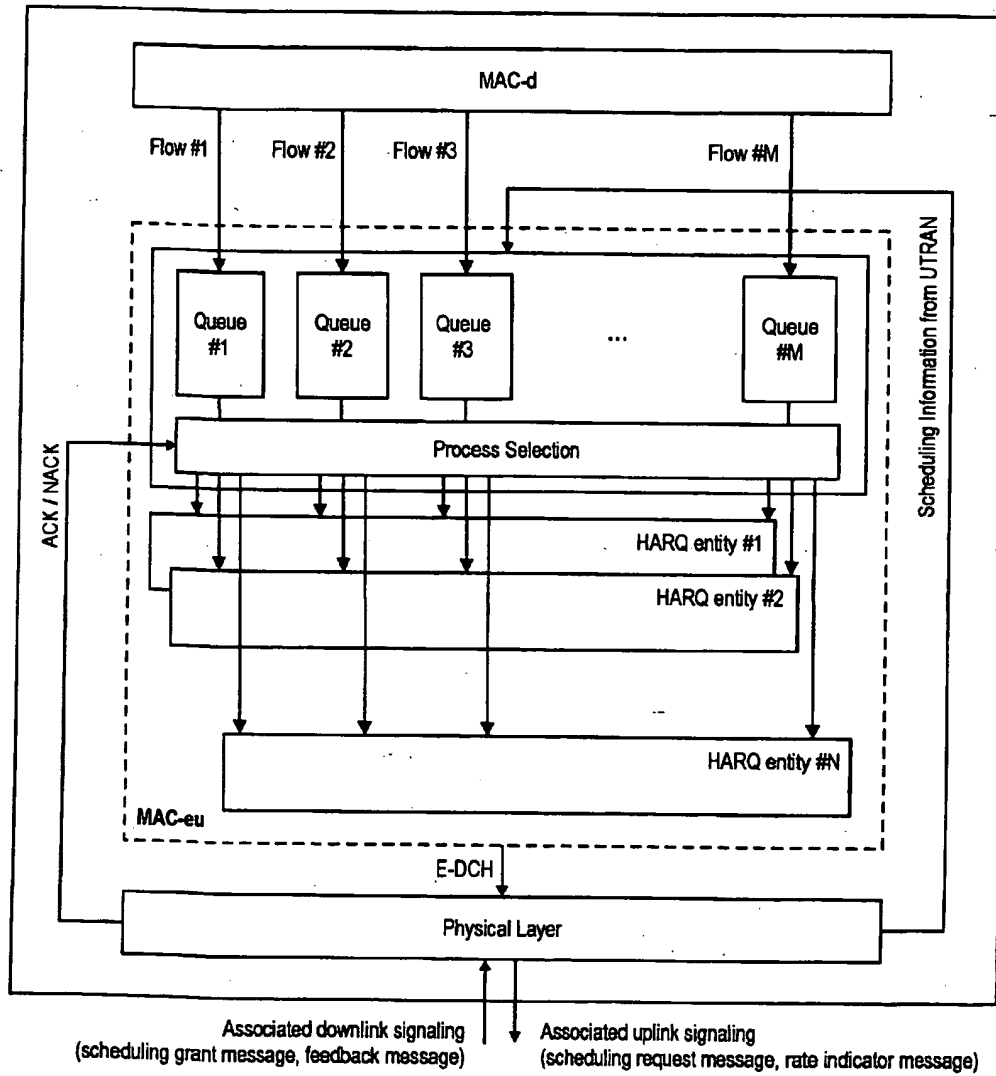 MAC-d
Flow #1
Flow #2
Flow #3
Flow #M
Scheduling Information from UTRAN
Queue
#1
Queue
#2
Queue
#3
...
Queue
#M
Process Selection
ACK / NACK
HARQ entity #1
HARQ entity #2
HARQ entity #N
MAC-eu
E-DCH
Physical Layer
Associated downlink signaling
(scheduling grant message, feedback message)
Associated uplink signaling
(scheduling request message, rate indicator message)